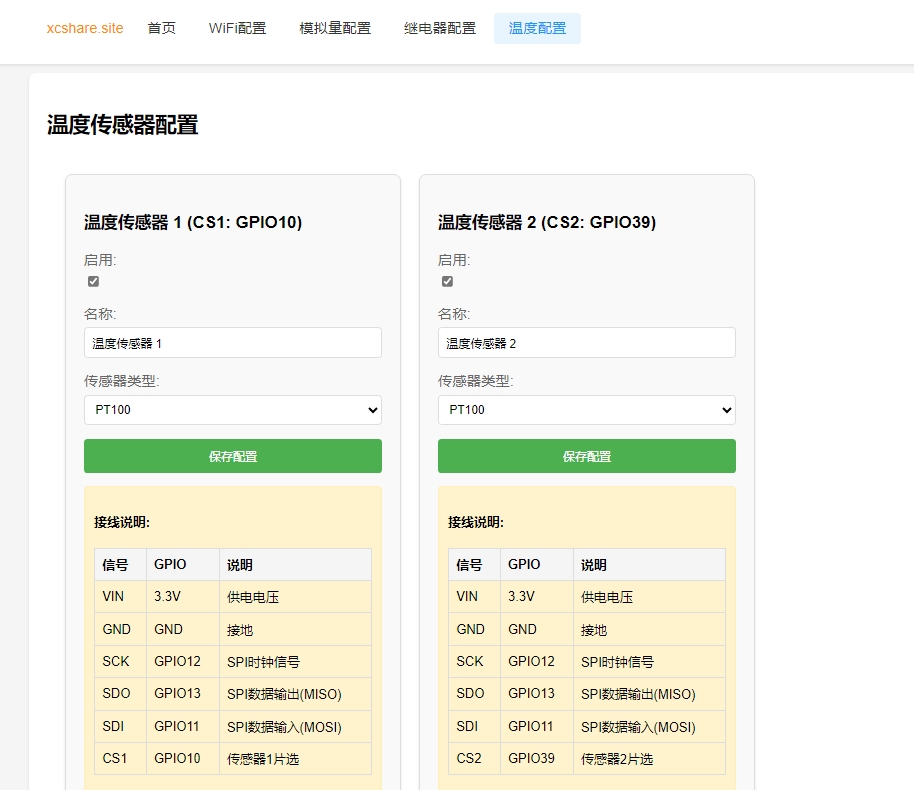 xcshare.site 首页 WiFi配置 模拟量配置 继电器配置 温度配置
温度传感器配置
温度传感器 1 (CS1: GPIO10)
启用:
名称:
温度传感器 1
传感器类型:
PT100
保存配置
接线说明:
信号 GPIO 说明
VIN 3.3V 供电电压
GND GND 接地
SCK GPIO12 SPI时钟信号
SDO GPIO13 SPI数据输出(MISO)
SDI GPIO11 SPI数据输入(MOSI)
CS1 GPIO10 传感器1片选
温度传感器 2 (CS2: GPIO39)
启用:
名称:
温度传感器 2
传感器类型:
PT100
保存配置
接线说明:
信号 GPIO 说明
VIN 3.3V 供电电压
GND GND 接地
SCK GPIO12 SPI时钟信号
SDO GPIO13 SPI数据输出(MISO)
SDI GPIO11 SPI数据输入(MOSI)
CS2 GPIO39 传感器2片选